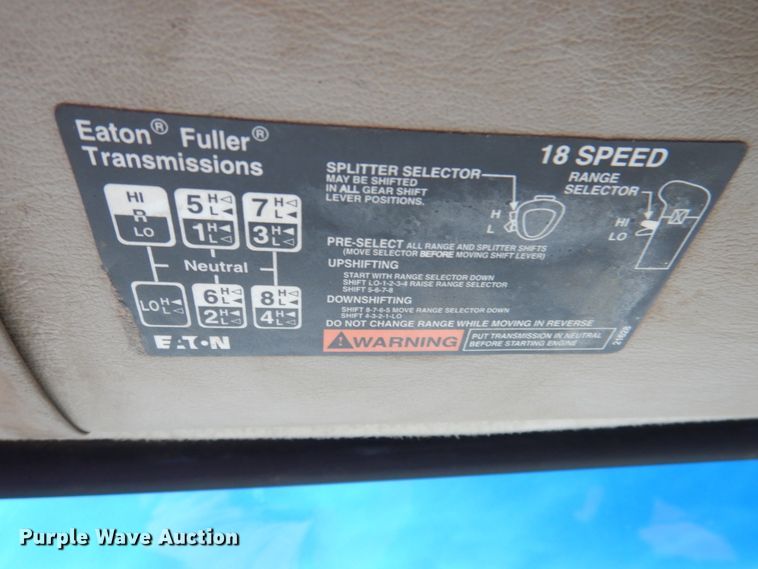 Eaton® Fuller®
Transmissions
18 SPEED
HI
R
LO
5 H L
1 H L
7 H L
3 H L
Neutral
LO H L
6 H L
2 H L
8 H L
4 H L
EATON
SPLITTER SELECTOR
MAY BE SHIFTED
IN ALL GEAR SHIFT
LEVER POSITIONS.
H
L
RANGE
SELECTOR
HI
LO
PRE-SELECT ALL RANGE AND SPLITTER SHIFTS
(MOVE SELECTOR BEFORE MOVING SHIFT LEVER)
UPSHIFTING
START WITH RANGE SELECTOR DOWN
SHIFT LO-1-2-3-4 RAISE RANGE SELECTOR
SHIFT 5-6-7-8
DOWNSHIFTING
SHIFT 8-7-6-5 MOVE RANGE SELECTOR DOWN
SHIFT 4-3-2-1-LO
DO NOT CHANGE RANGE WHILE MOVING IN REVERSE
WARNING
PUT TRANSMISSION IN NEUTRAL
BEFORE STARTING ENGINE
Purple Wave Auction